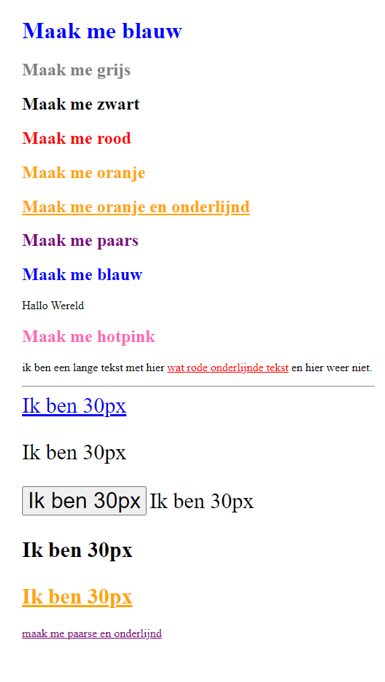 Maak me blauw
Maak me grijs
Maak me zwart
Maak me rood
Maak me oranje
Maak me oranje en onderlijnd
Maak me paars
Maak me blauw
Hallo Wereld
Maak me hotpink
ik ben een lange tekst met hier wat rode onderlijnde tekst en hier weer niet.
Ik ben 30px
Ik ben 30px
Ik ben 30px Ik ben 30px
Ik ben 30px
Ik ben 30px
maak me paarse en onderlijnd